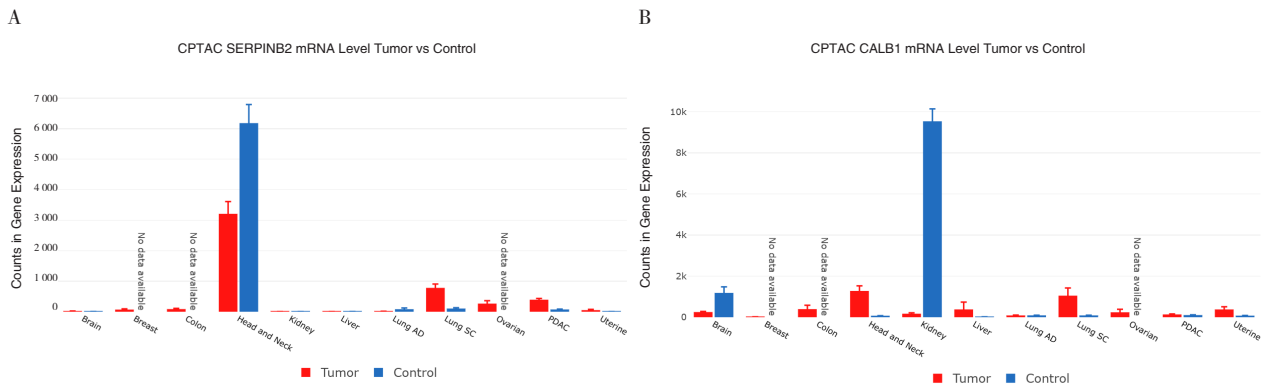 A
CPTAC SERPINB2 mRNA Level Tumor vs Control
Counts in Gene Expression
7 000
6 000
5 000
4 000
3 000
2 000
1 000
0
No data available
No data available
No data available
Brain
Breast
Colon
Head and Neck
Kidney
Liver
Lung AD
Lung SC
Ovarian
PDAC
Uterine
Tumor
Control
B
CPTAC CALB1 mRNA Level Tumor vs Control
Counts in Gene Expression
10k
8k
6k
4k
2k
0
No data available
No data available
No data available
Brain
Breast
Colon
Head and Neck
Kidney
Liver
Lung AD
Lung SC
Ovarian
PDAC
Uterine
Tumor
Control